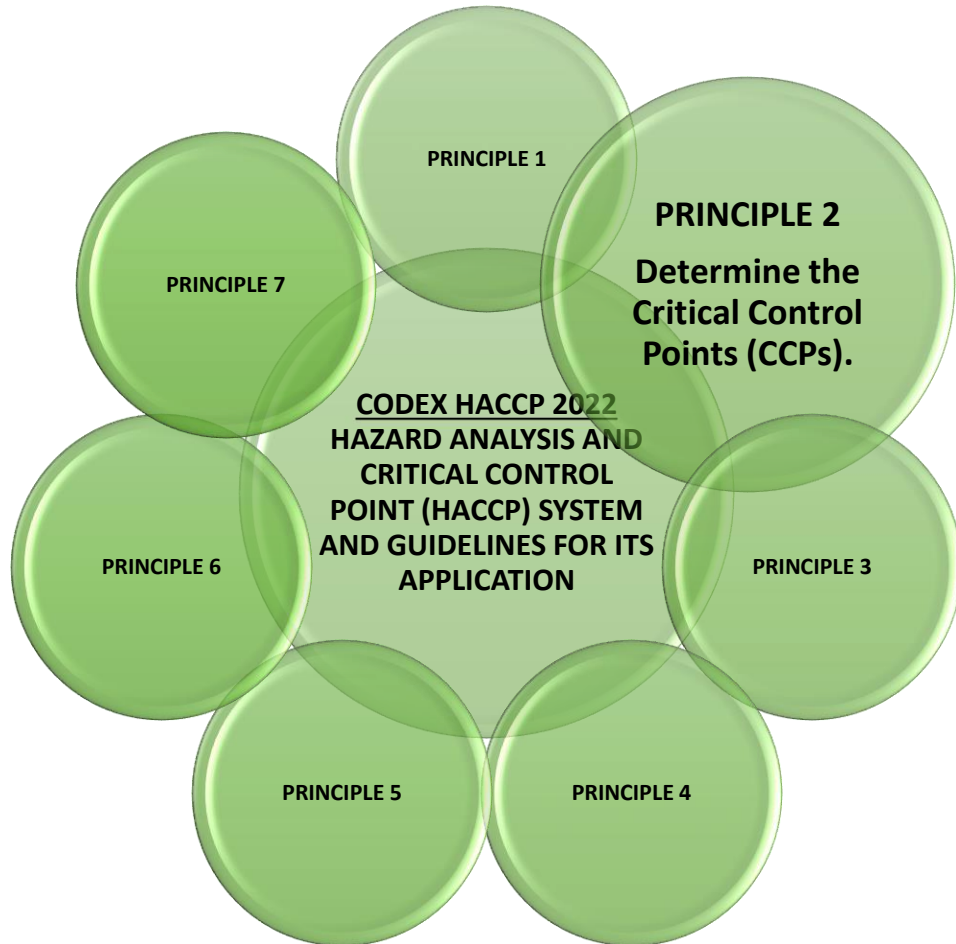 PRINCIPLE 1
PRINCIPLE 2
Determine the
Critical Control
Points (CCPs).
PRINCIPLE 7
CODEX HACCP 2022
HAZARD ANALYSIS AND
CRITICAL CONTROL
POINT (HACCP) SYSTEM
AND GUIDELINES FOR ITS
APPLICATION
PRINCIPLE 6
PRINCIPLE 3
PRINCIPLE 5
PRINCIPLE 4